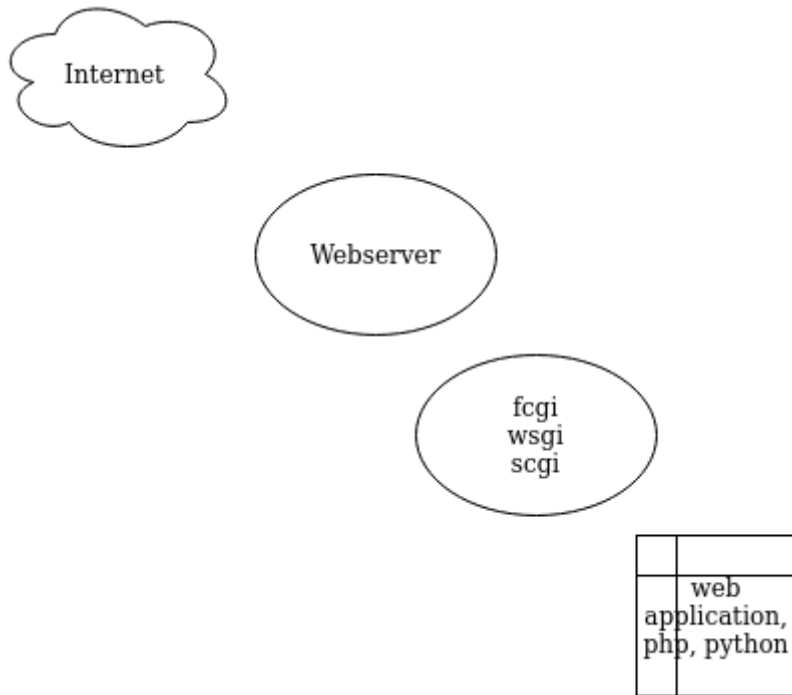 Internet
Webserver
fcgi
wsgi
scgi
web
application,
php, python